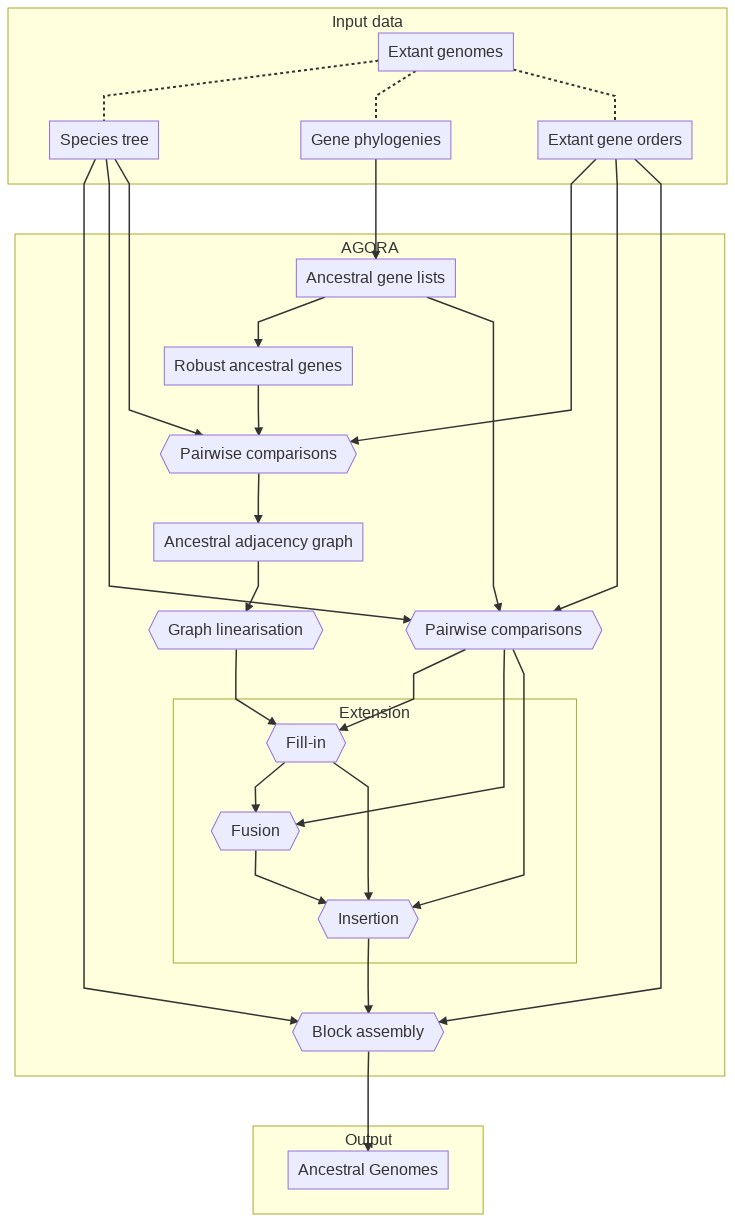 Input data
Extant genomes
Species tree
Gene phylogenies
Extant gene orders
AGORA
Ancestral gene lists
Robust ancestral genes
Pairwise comparisons
Ancestral adjacency graph
Graph linearisation
Pairwise comparisons
Extension
Fill-in
Fusion
Insertion
Block assembly
Output
Ancestral Genomes